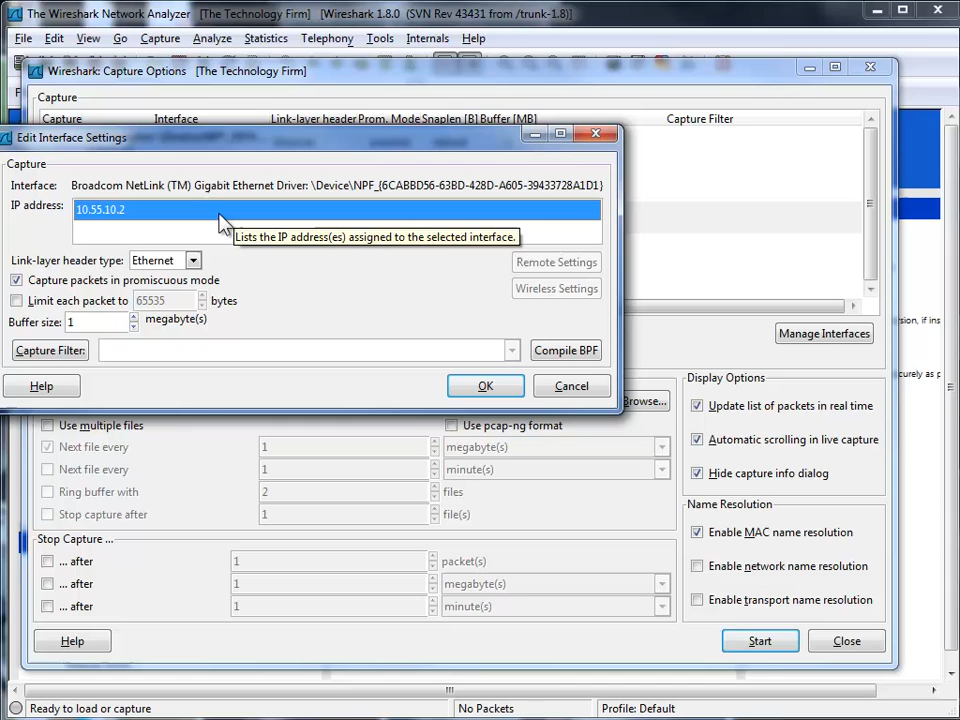 The Wireshark Network Analyzer [The Technology Firm] [Wireshark 1.8.0 (SVN Rev 43431 from /trunk-1.8)]
File Edit View Go Capture Analyze Statistics Telephony Tools Internals Help
Wireshark: Capture Options [The Technology Firm]
Capture
Capture Interface Link-layer header Prom. Mode Snaplen [B] Buffer [MB] Capture Filter
Edit Interface Settings
Capture
Interface: Broadcom NetLink (TM) Gigabit Ethernet Driver: \Device\NPF_{6CABBD56-63BD-428D-A605-39433728A1D1}
IP address: 10.55.10.2
Lists the IP address(es) assigned to the selected interface.
Link-layer header type: Ethernet
Remote Settings
Capture packets in promiscuous mode
Wireless Settings
Limit each packet to 65535 bytes
Buffer size: 1 megabyte(s)
Capture Filter: Compile BPF
Help OK Cancel
Manage Interfaces
Browse...
Use multiple files Use pcap-ng format
Next file every 1 megabyte(s)
Next file every 1 minute(s)
Ring buffer with 2 files
Stop capture after 1 file(s)
Stop Capture ...
... after 1 packet(s)
... after 1 megabyte(s)
... after 1 minute(s)
Display Options
Update list of packets in real time
Automatic scrolling in live capture
Hide capture info dialog
Name Resolution
Enable MAC name resolution
Enable network name resolution
Enable transport name resolution
Help Start Close
Ready to load or capture No Packets Profile: Default